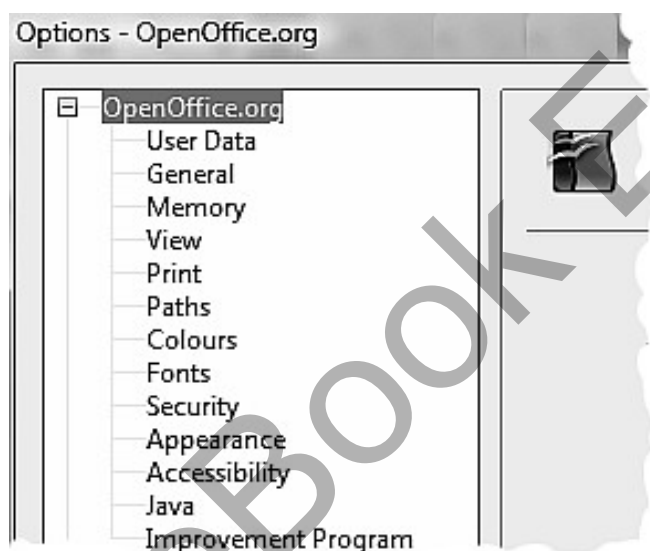 Options - OpenOffice.org
OpenOffice.org
User Data
General
Memory
View
Print
Paths
Colours
Fonts
Security
Appearance
Accessibility
Java
Improvement Program
Book E